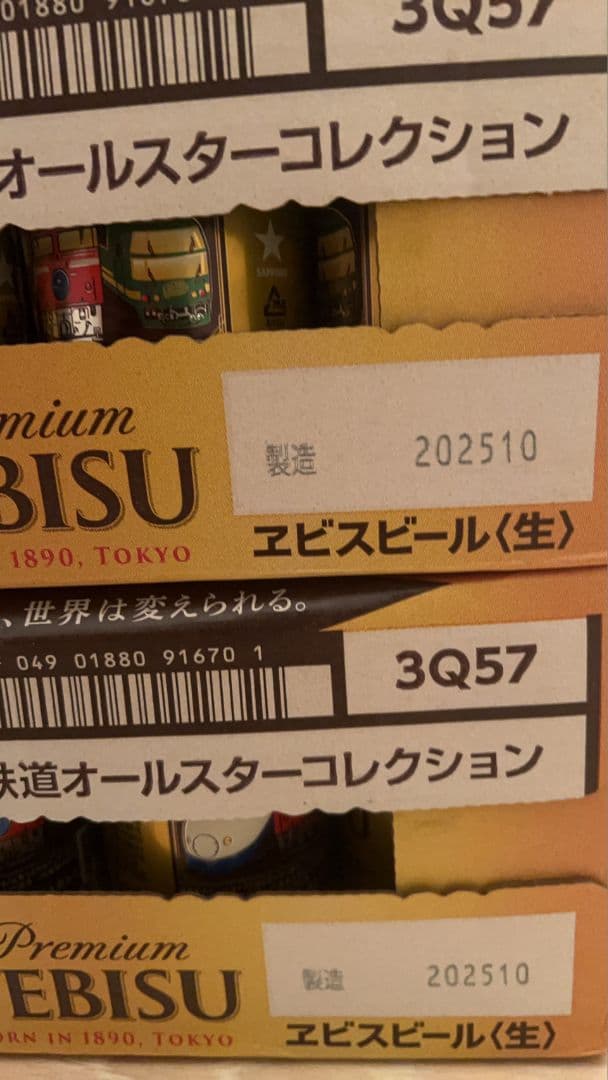 3Q57
オールスターコレクション
SAPPORO
mium
製造 202510
BISU
1890, TOKYO
ヱビスビール〈生〉
、世界は変えられる。
049 01880 91670 1
3Q57
鉄道オールスターコレクション
Premium
製造 202510
EBISU
RN IN 1890, TOKYO
ヱビスビール〈生〉